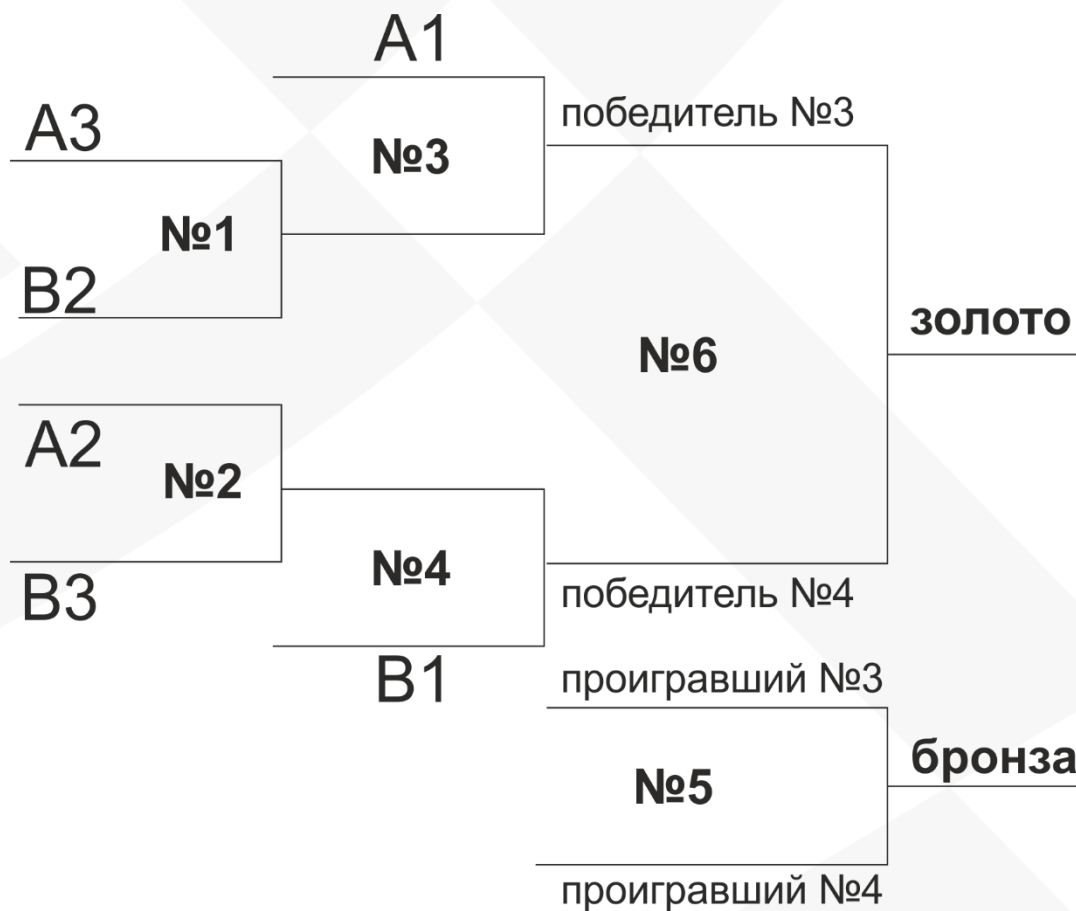 A1
победитель №3
A3
№3
№1
B2
золото
№6
A2
№2
№4
B3
победитель №4
B1
проигравший №3
бронза
№5
проигравший №4